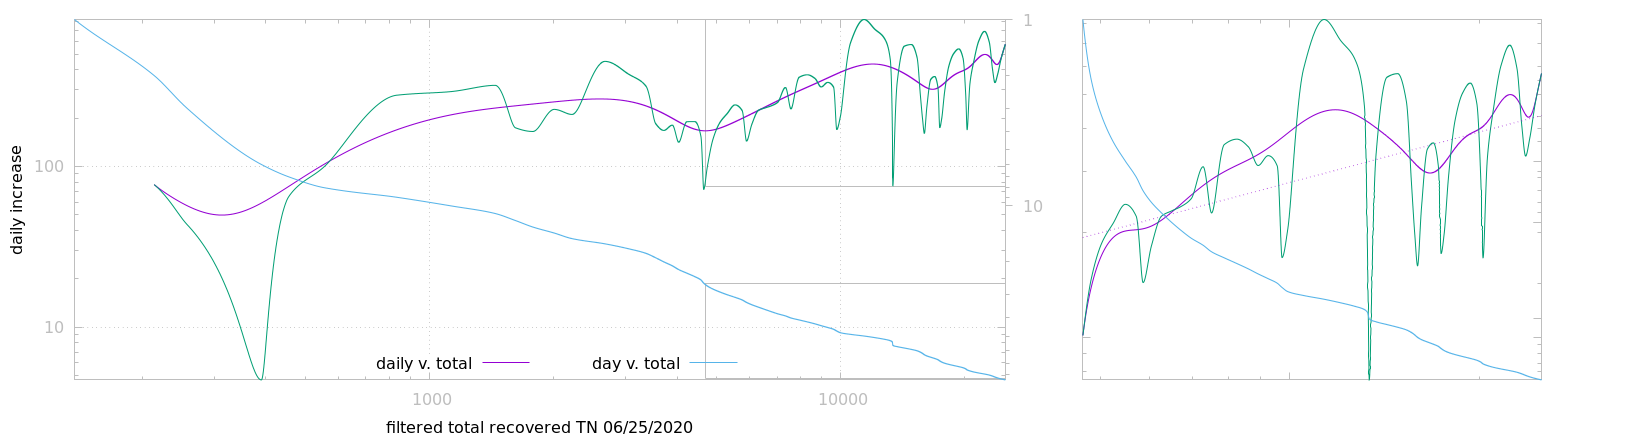 1
100
10
daily increase
10
daily v. total
day v. total
1000
10000
filtered total recovered TN 06/25/2020